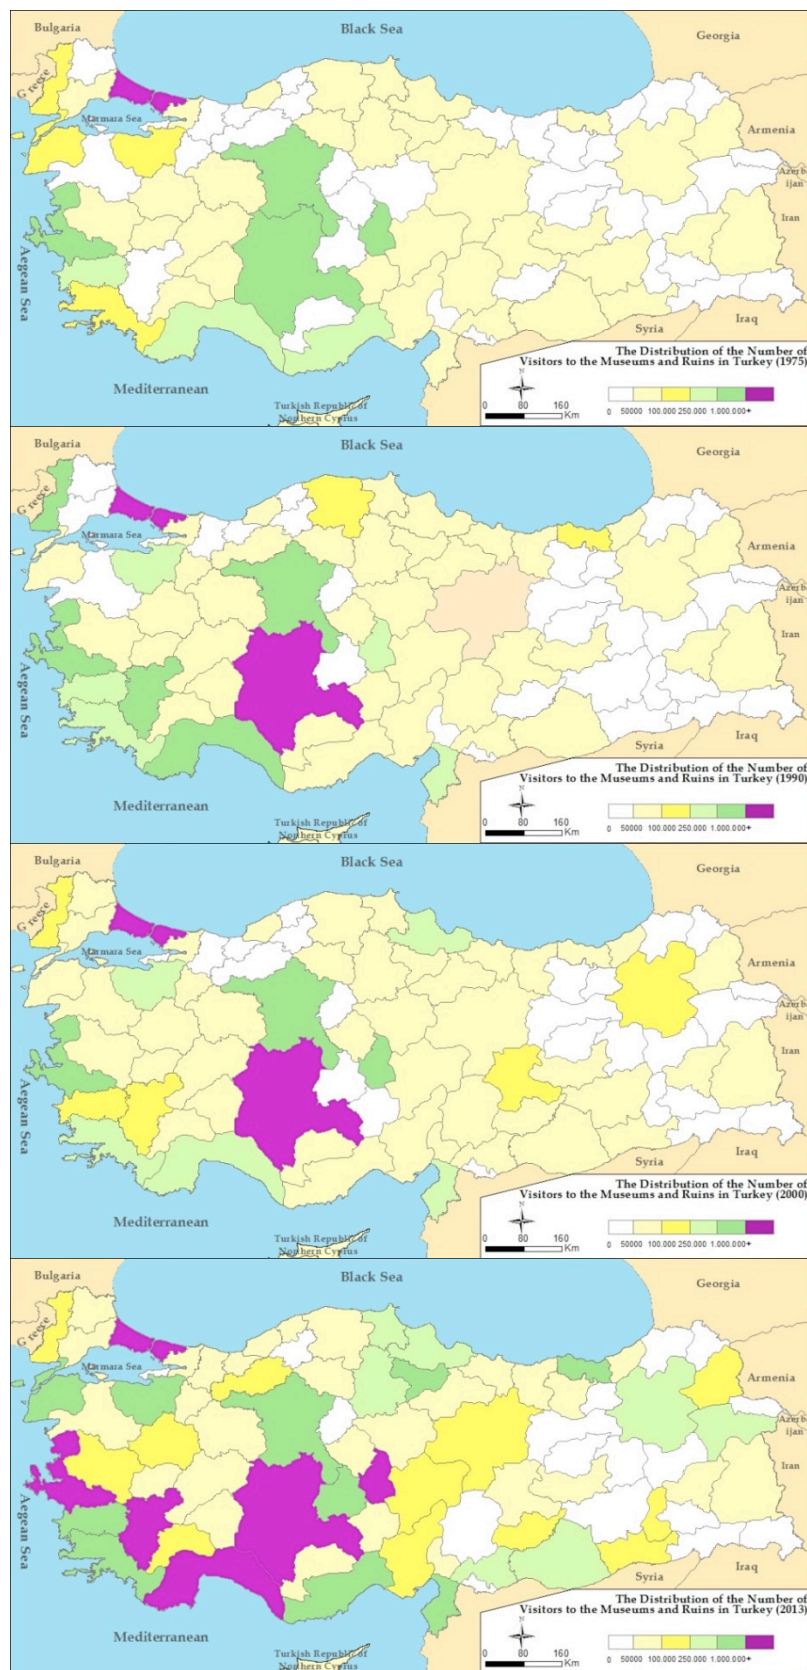 Bulgaria
Black Sea
Georgia
Greece
Marmara Sea
Armenia
Azerb
ijan
Iran
Aegean Sea
Syria
Iraq
Mediterranean
Turkish Republic of
Northern Cyprus
The Distribution of the Number of
Visitors to the Museums and Ruins in Turkey (1975)
N
0 80 160
Km
0 50000 100.000 250.000 1.000.000+
Bulgaria
Black Sea
Georgia
Greece
Marmara Sea
Armenia
Azerb
ijan
Iran
Aegean Sea
Syria
Iraq
Mediterranean
Turkish Republic of
Northern Cyprus
The Distribution of the Number of
Visitors to the Museums and Ruins in Turkey (1990)
N
0 80 160
Km
0 50000 100.000 250.000 1.000.000+
Bulgaria
Black Sea
Georgia
Greece
Marmara Sea
Armenia
Azerb
ijan
Iran
Aegean Sea
Syria
Iraq
Mediterranean
Turkish Republic of
Northern Cyprus
The Distribution of the Number of
Visitors to the Museums and Ruins in Turkey (2000)
N
0 80 160
Km
0 50000 100.000 250.000 1.000.000+
Bulgaria
Black Sea
Georgia
Greece
Marmara Sea
Armenia
Azerb
ijan
Iran
Aegean Sea
Syria
Iraq
Mediterranean
Turkish Republic of
Northern Cyprus
The Distribution of the Number of
Visitors to the Museums and Ruins in Turkey (2013)
N
0 80 160
Km
0 50000 100.000 250.000 1.000.000+